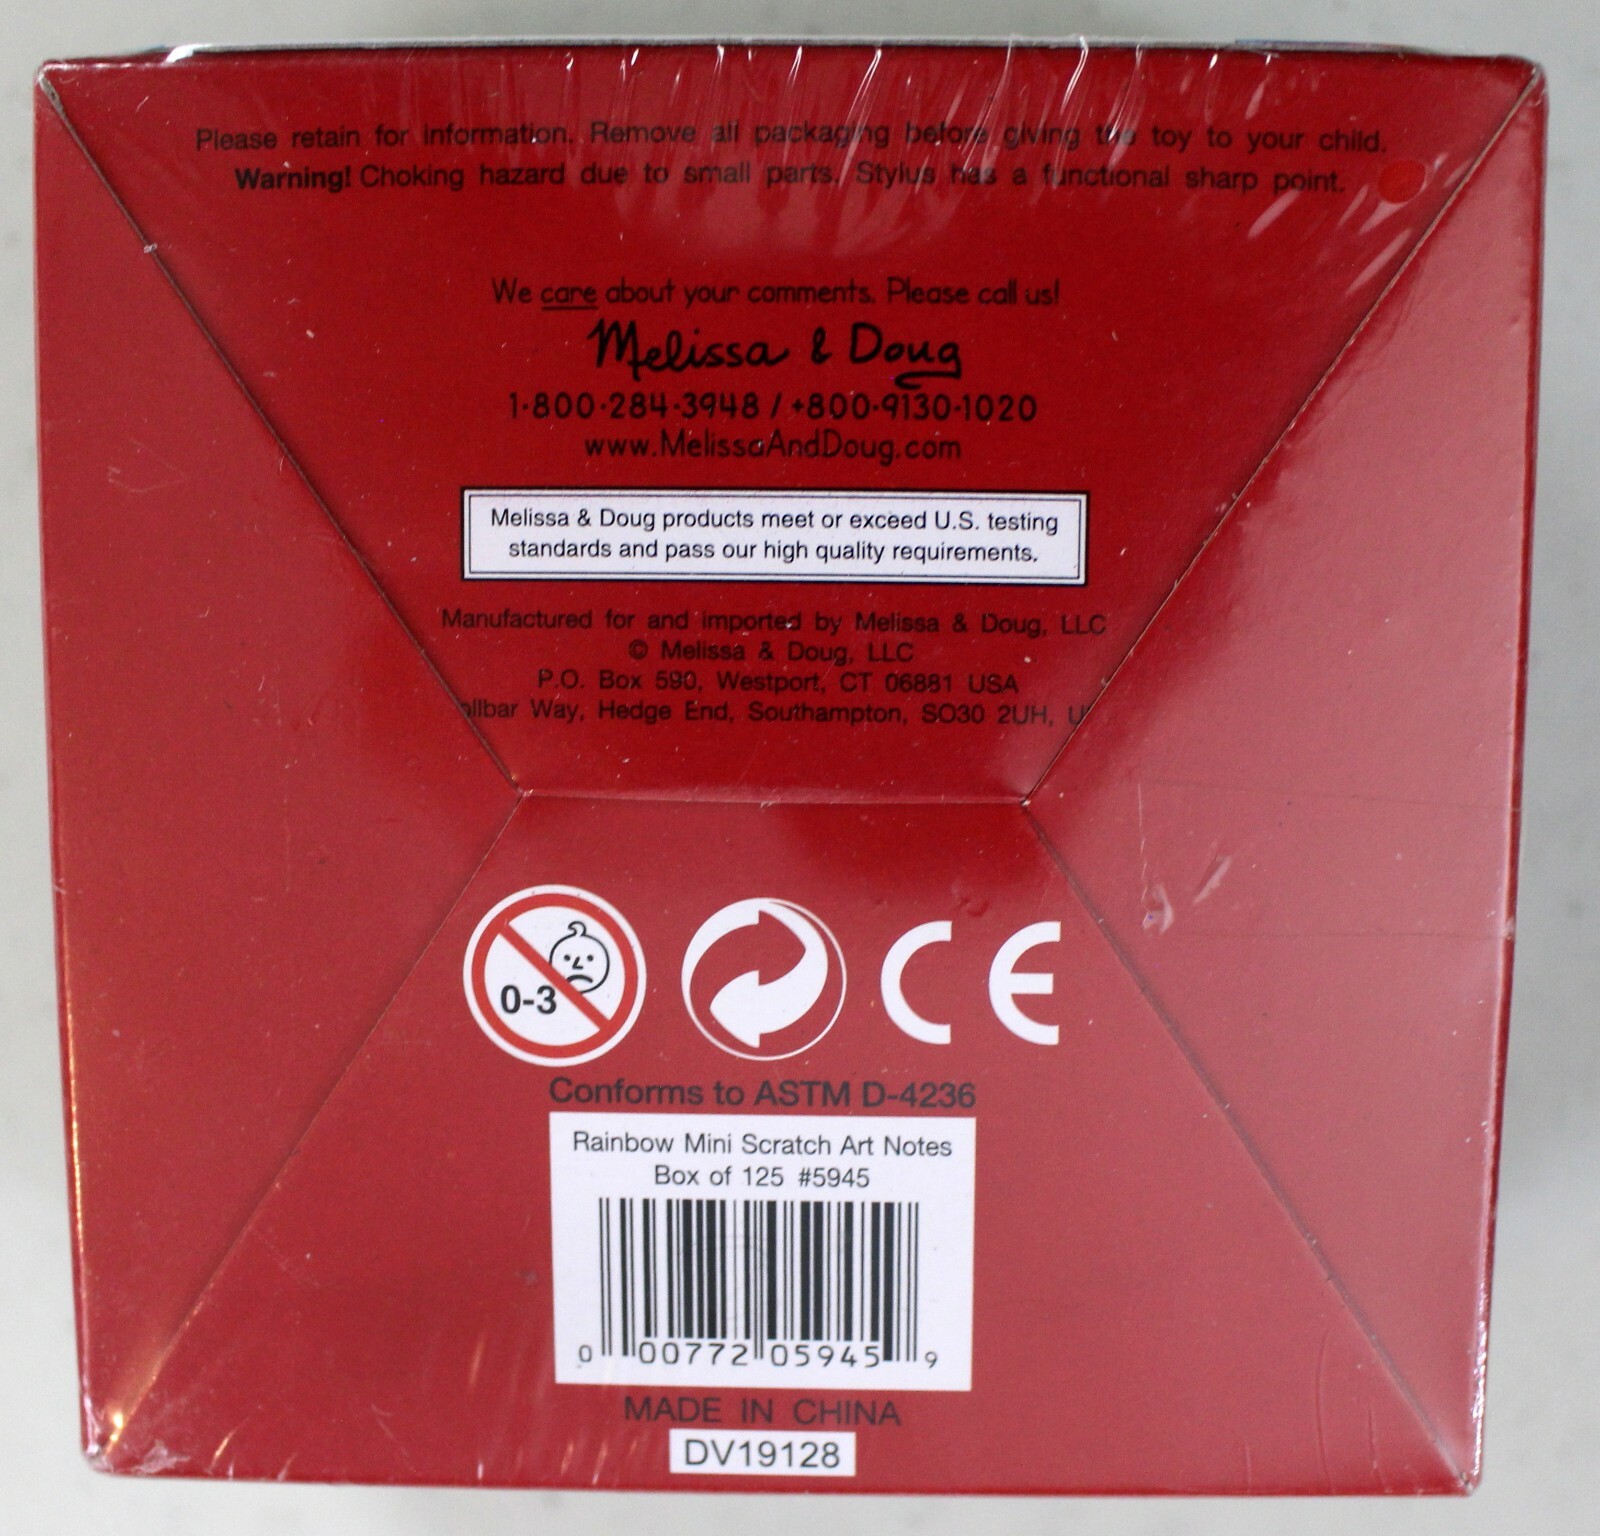 Please retain for information. Remove all packaging before giving the toy to your child.
Warning! Choking hazard due to small parts. Stylus has a functional sharp point.
We care about your comments. Please call us!
Melissa & Doug
1-800-284-3948 / +800-9130-1020
www.MelissaAndDoug.com
Melissa & Doug products meet or exceed U.S. testing
standards and pass our high quality requirements.
Manufactured for and imported by Melissa & Doug, LLC
© Melissa & Doug, LLC
P.O. Box 590, Westport, CT 06881 USA
Way, Hedge End, Southampton, SO30 2UH,
0-3
CE
Conforms to ASTM D-4236
Rainbow Mini Scratch Art Notes
Box of 125 #5945
0 00772 05945 9
MADE IN CHINA
DV19128